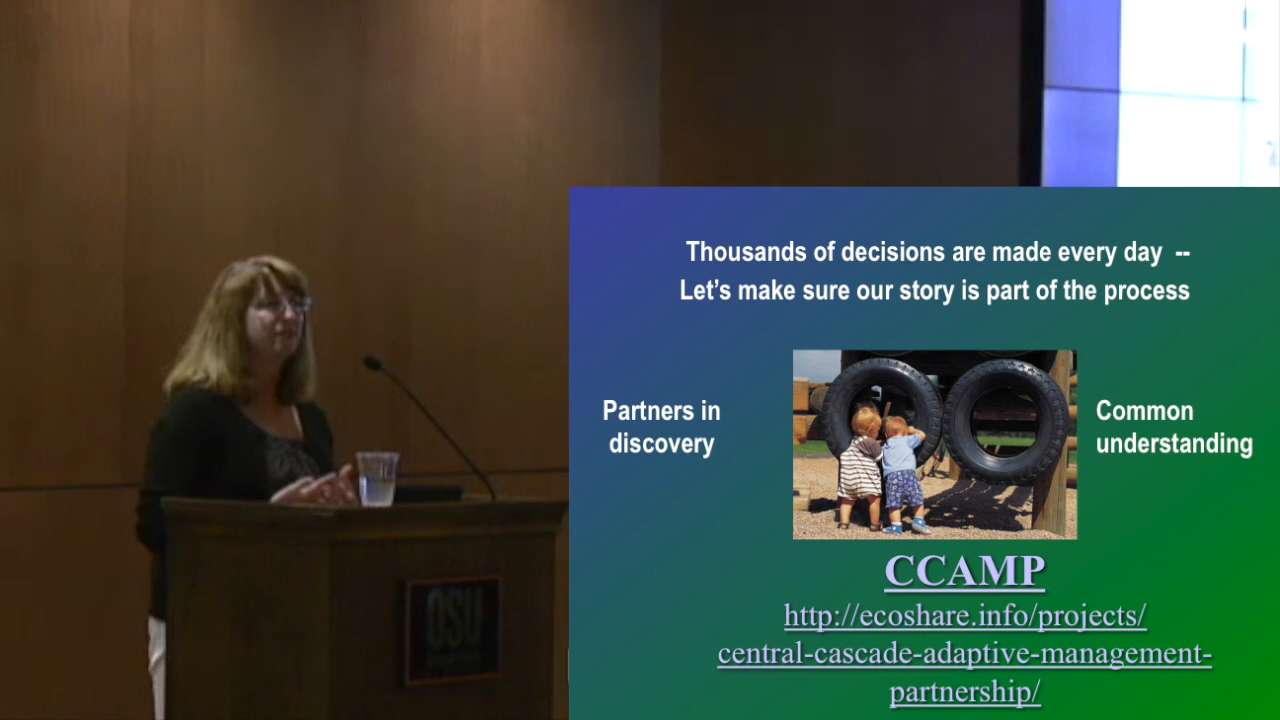 Thousands of decisions are made every day --
Let's make sure our story is part of the process
Partners in
discovery
Common
understanding
CCAMP
http://ecoshare.info/projects/
central-cascade-adaptive-management-
partnership/
OSU